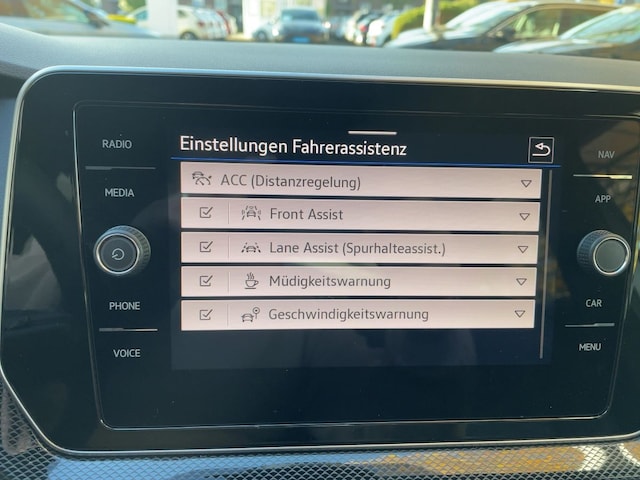 RADIO
MEDIA
PHONE
VOICE
Einstellungen Fahrerassistenz
ACC (Distanzregelung)
Front Assist
Lane Assist (Spurhalteassist.)
Müdigkeitswarnung
Geschwindigkeitswarnung
NAV
APP
CAR
MENU